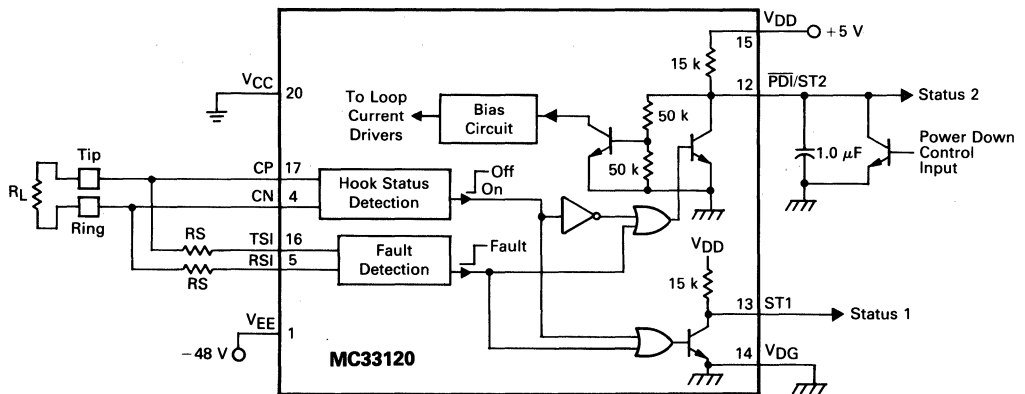 VDD
+5 V
15
15 k
12
PDI/ST2
Status 2
VCC
20
To Loop
Current
Drivers
Bias
Circuit
50 k
50 k
1.0 μF
Power Down
Control
Input
Tip
RL
Ring
CP
17
CN
4
Hook Status
Detection
Off
On
RS
TSI
16
RS
RSI
5
Fault
Detection
Fault
VDD
15 k
13
ST1
Status 1
VEE
1
−48 V
MC33120
14
VDG